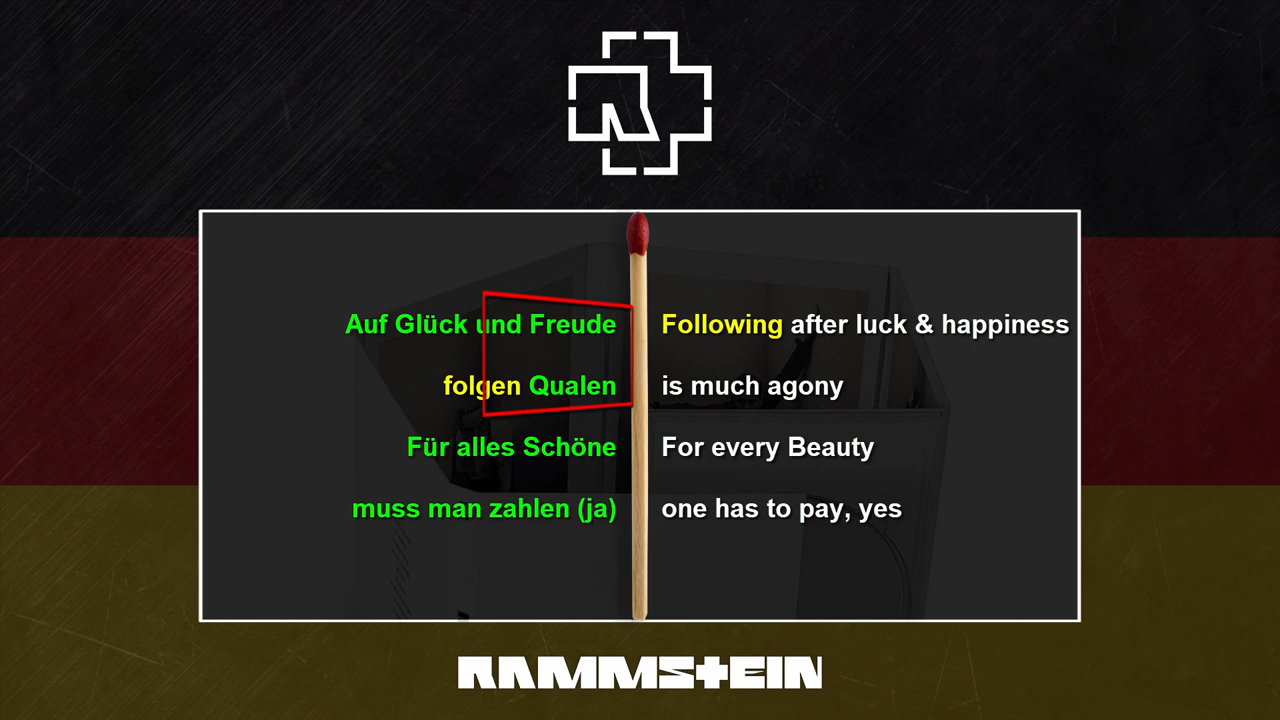 Auf Glück und Freude
folgen Qualen
Für alles Schöne
muss man zahlen (ja)
Following after luck & happiness
is much agony
For every Beauty
one has to pay, yes
RAMMSTEIN